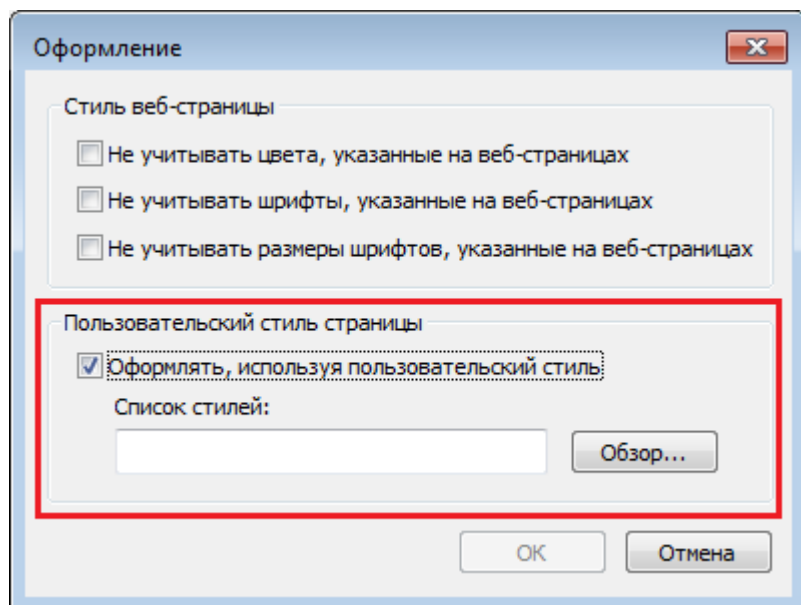 Оформление
Стиль веб-страницы
Не учитывать цвета, указанные на веб-страницах
Не учитывать шрифты, указанные на веб-страницах
Не учитывать размеры шрифтов, указанные на веб-страницах
Пользовательский стиль страницы
Оформлять, используя пользовательский стиль
Список стилей:
Обзор...
ОК
Отмена